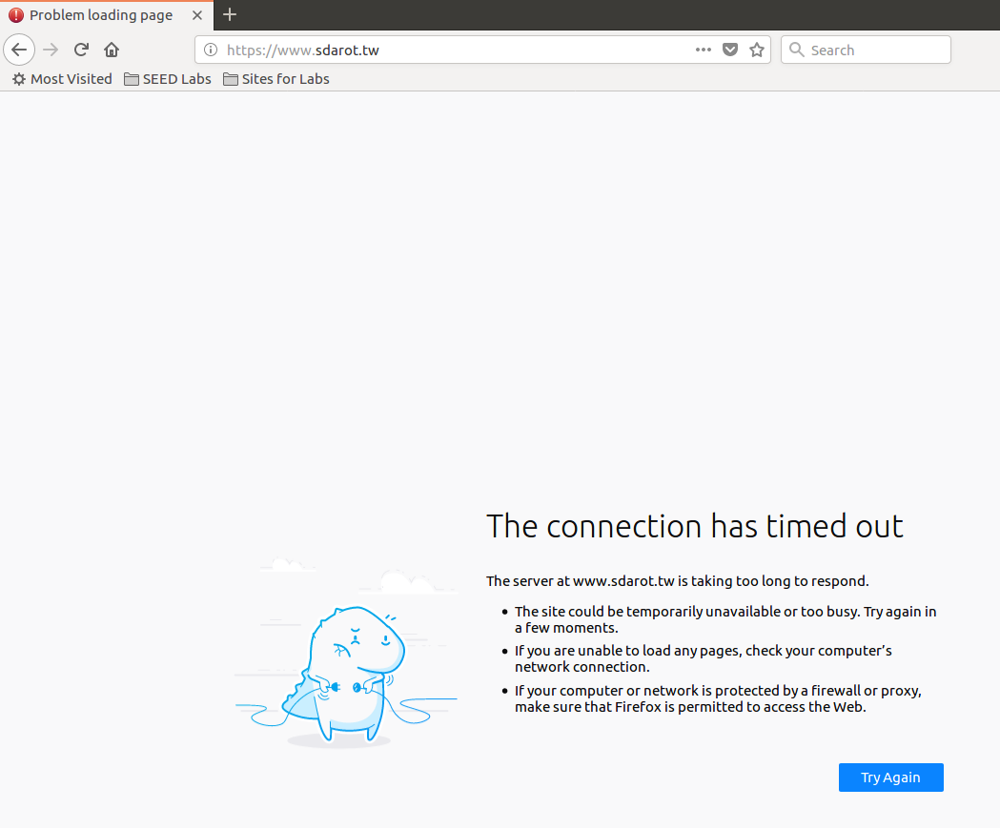 Problem loading page
https://www.sdarot.tw
Search
Most Visited
SEED Labs
Sites for Labs
The connection has timed out
The server at www.sdarot.tw is taking too long to respond.
The site could be temporarily unavailable or too busy. Try again in
a few moments.
If you are unable to load any pages, check your computer’s
network connection.
If your computer or network is protected by a firewall or proxy,
make sure that Firefox is permitted to access the Web.
Try Again